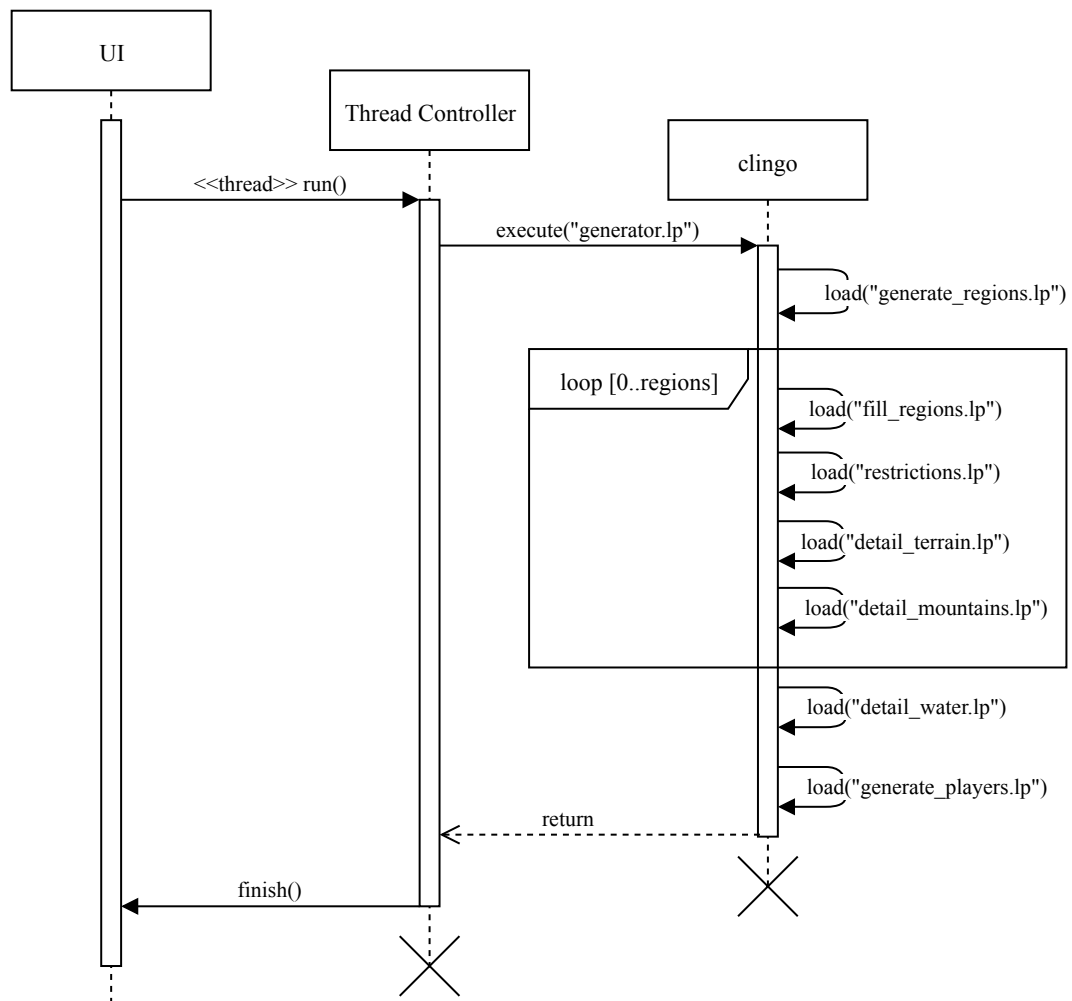 UI
Thread Controller
clingo
<<thread>> run()
execute("generator.lp")
load("generate_regions.lp")
loop [0..regions]
load("fill_regions.lp")
load("restrictions.lp")
load("detail_terrain.lp")
load("detail_mountains.lp")
load("detail_water.lp")
load("generate_players.lp")
return
finish()